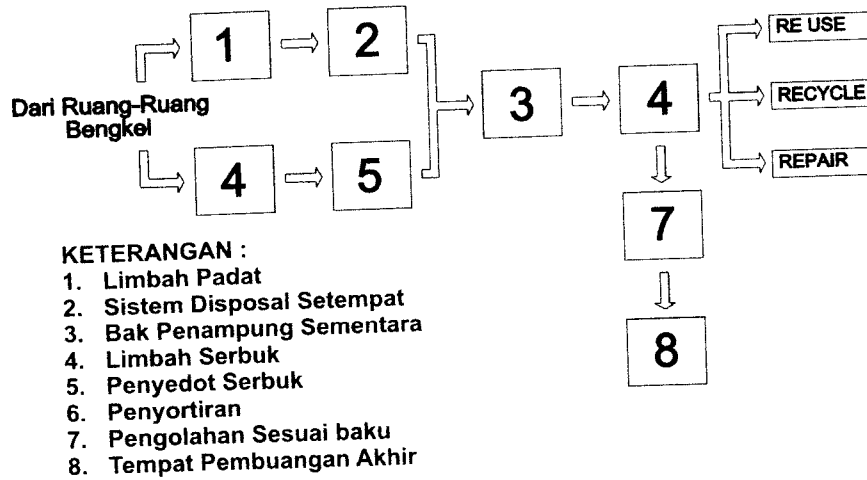 1
2
RE USE
Dari Ruang-Ruang
Bengkel
3
4
RECYCLE
4
5
REPAIR
7
8
KETERANGAN :
1. Limbah Padat
2. Sistem Disposal Setempat
3. Bak Penampung Sementara
4. Limbah Serbuk
5. Penyedot Serbuk
6. Penyortiran
7. Pengolahan Sesuai baku
8. Tempat Pembuangan Akhir